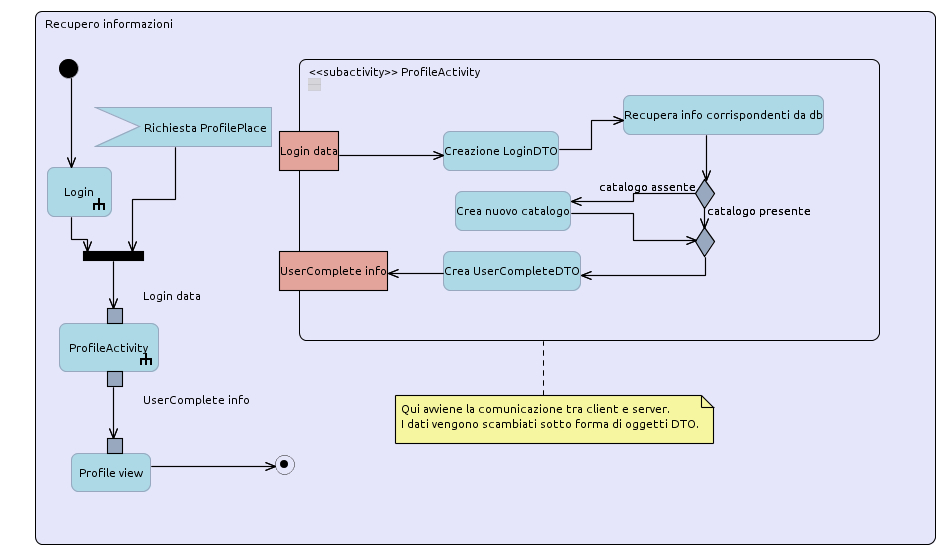 Recupero informazioni
<<subactivity>> ProfileActivity
Richiesta ProfilePlace
Login data
Creazione LoginDTO
Recupera info corrispondenti da db
Login
catalogo assente
Crea nuovo catalogo
catalogo presente
UserComplete info
Crea UserCompleteDTO
Login data
ProfileActivity
UserComplete info
Qui avviene la comunicazione tra client e server.
I dati vengono scambiati sotto forma di oggetti DTO.
Profile view